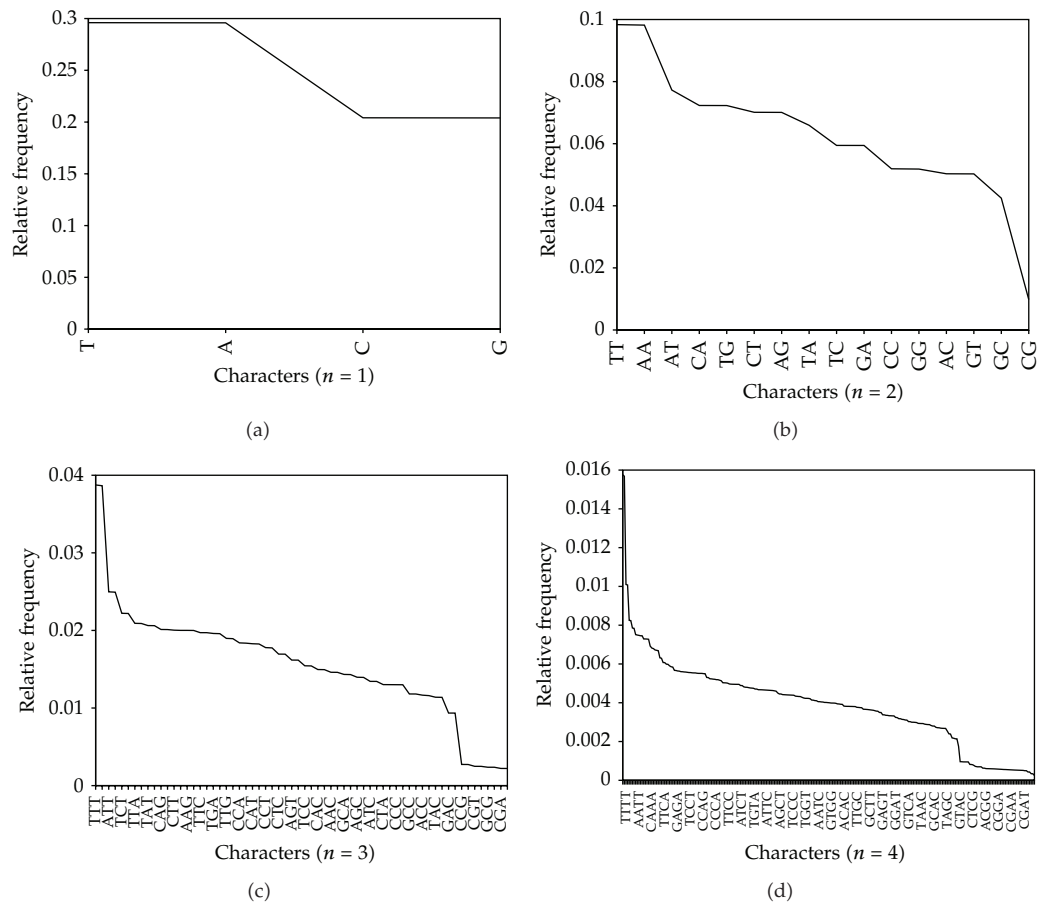 0.3
0.25
0.2
0.15
0.1
0.05
0
Relative frequency
T
A
C
G
Characters (n = 1)
(a)
0.1
0.08
0.06
0.04
0.02
0
Relative frequency
TT
AA
AT
CA
TG
CT
AG
TA
TC
GA
CC
GG
AC
GT
GC
CG
Characters (n = 2)
(b)
0.04
0.03
0.02
0.01
0
Relative frequency
TTT
ATT
TCT
TTA
TAT
CAG
CTT
AAG
TTC
TGA
TTG
CCA
CAT
CCT
CTC
AGT
TCC
CAC
AAC
GCA
AGC
ATC
CTA
CCC
GCC
ACC
TAC
GAC
CCG
CGT
GCG
CGA
Characters (n = 3)
(c)
0.016
0.014
0.012
0.01
0.008
0.006
0.004
0.002
0
Relative frequency
TTTT
AATT
CAAA
TTCA
GAGA
TCCT
CCAG
CCCA
TTCC
ATCT
TGTA
ATTC
AGCT
TCCC
TGGT
AATC
GTGG
ACAC
TTGC
GCTT
GAGT
GGAT
GTCA
TAAC
GCAC
TAGC
GTAC
CTCG
ACGG
CGGA
CGAA
CGAT
Characters (n = 4)
(d)